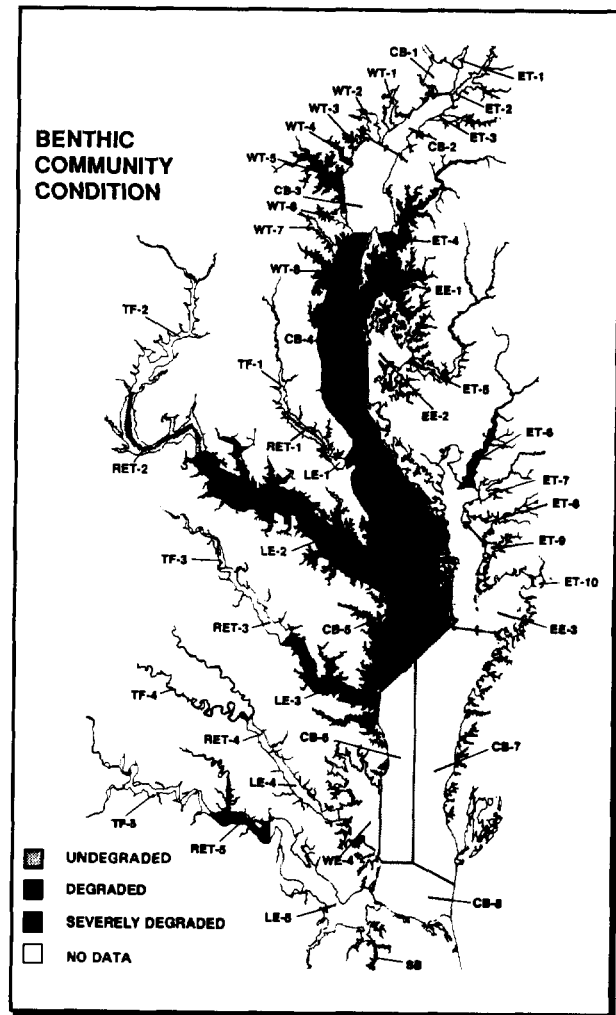 BENTHIC
COMMUNITY
CONDITION
CB-1
ET-1
WT-1
WT-2
ET-2
WT-3
ET-3
WT-4
CB-2
WT-5
CB-3
WT-6
WT-7
ET-4
WT-8
EE-1
TF-2
CB-4
TF-1
ET-5
EE-2
RET-1
ET-6
RET-2
LE-1
ET-7
ET-8
LE-2
ET-9
TF-3
ET-10
RET-3
CB-5
EE-3
TF-4
LE-3
RET-4
CB-6
CB-7
LE-4
TF-5
RET-5
WE-4
UNDEGRADED
DEGRADED
CB-8
LE-5
SEVERELY DEGRADED
NO DATA
SB